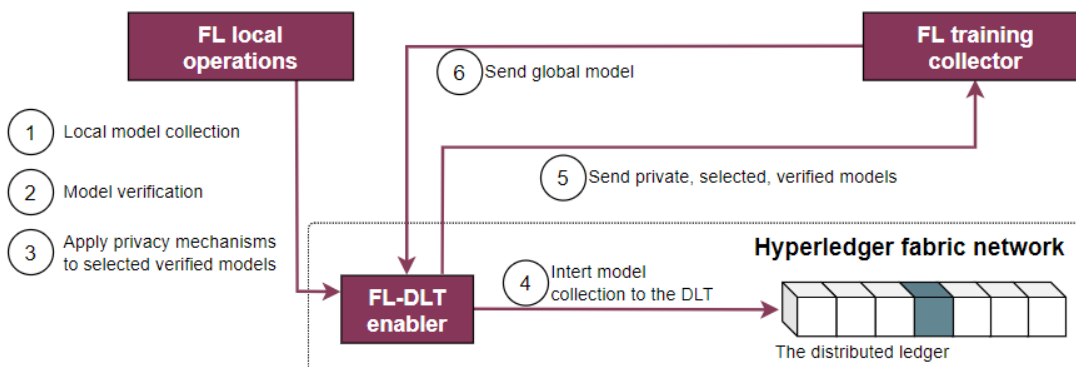 FL local
operations
FL training
collector
6 Send global model
1 Local model collection
5 Send private, selected, verified models
2 Model verification
3 Apply privacy mechanisms
to selected verified models
Hyperledger fabric network
FL-DLT
enabler
4 Intert model
collection to the DLT
The distributed ledger